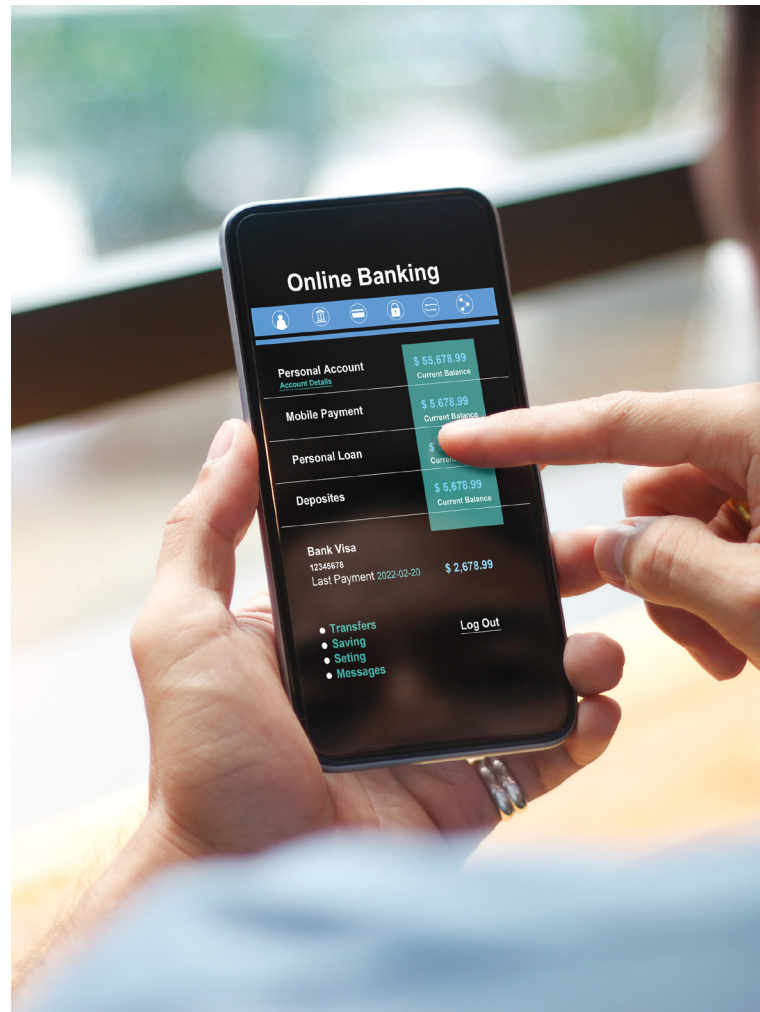 Online Banking
Personal Account
Account Details
$ 55,678.99
Current Balance
Mobile Payment
$ 5,678.99
Current Balance
Personal Loan
$
Deposites
$ 5,678.99
Current Balance
Bank Visa
12345678
Last Payment 2022-02-20
$ 2,678.99
Transfers
Saving
Seting
Messages
Log Out